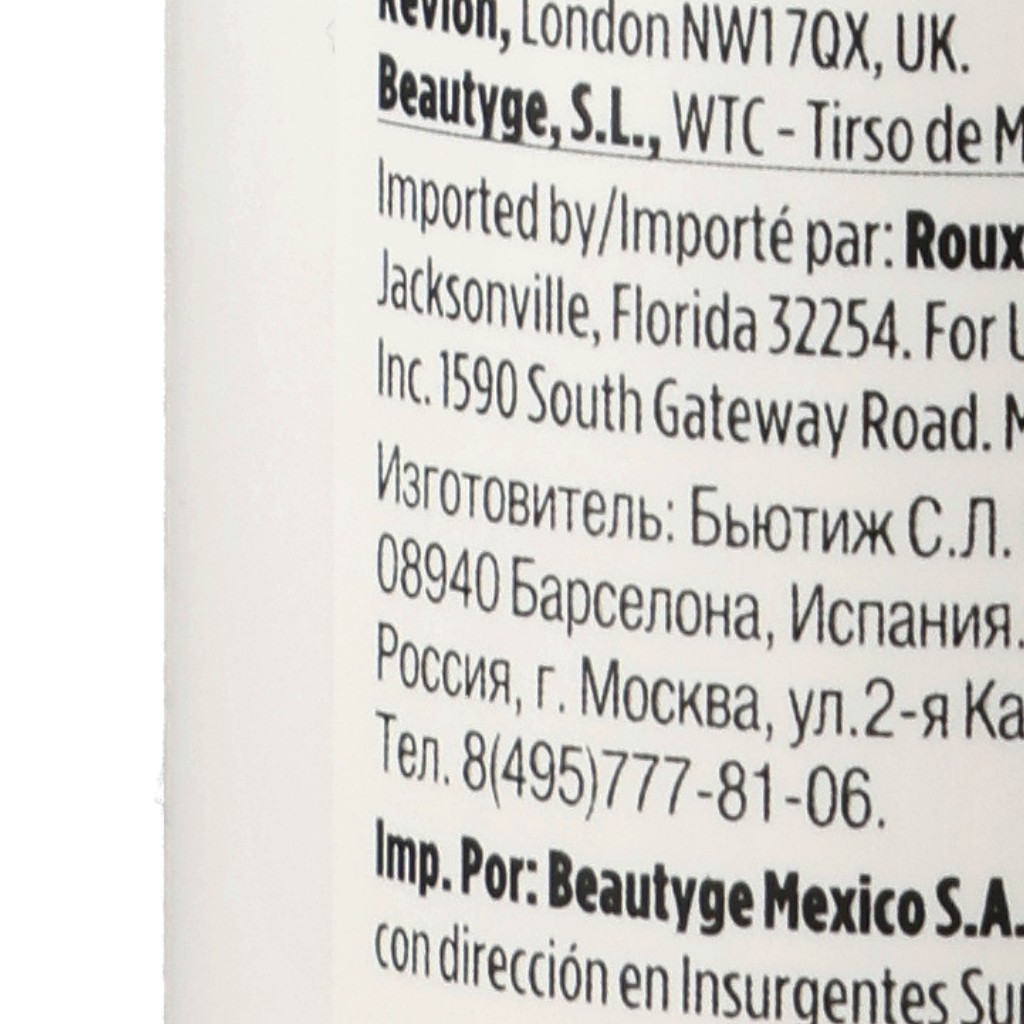 Revlon, London NW1 7QX, UK.
Beautyge, S.L., WTC - Tirso de M
Imported by/Importé par: Roux
Jacksonville, Florida 32254. For U
Inc. 1590 South Gateway Road. M
Изготовитель: Бьютиж С.Л.
08940 Барселона, Испания.
Россия, г. Москва, ул.2-я Ка
Тел. 8(495)777-81-06.
Imp. Por: Beautyge Mexico S.A.
con dirección en Insurgentes Su